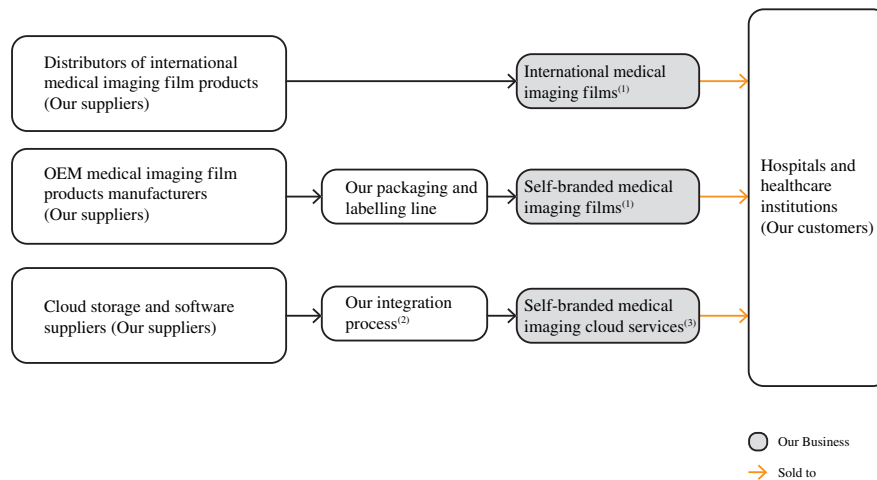 Distributors of international
medical imaging film products
(Our suppliers)
International medical
imaging films(1)
OEM medical imaging film
products manufacturers
(Our suppliers)
Our packaging and
labelling line
Self-branded medical
imaging films(1)
Hospitals and
healthcare
institutions
(Our customers)
Cloud storage and software
suppliers (Our suppliers)
Our integration
process(2)
Self-branded medical
imaging cloud services(3)
Our Business
Sold to